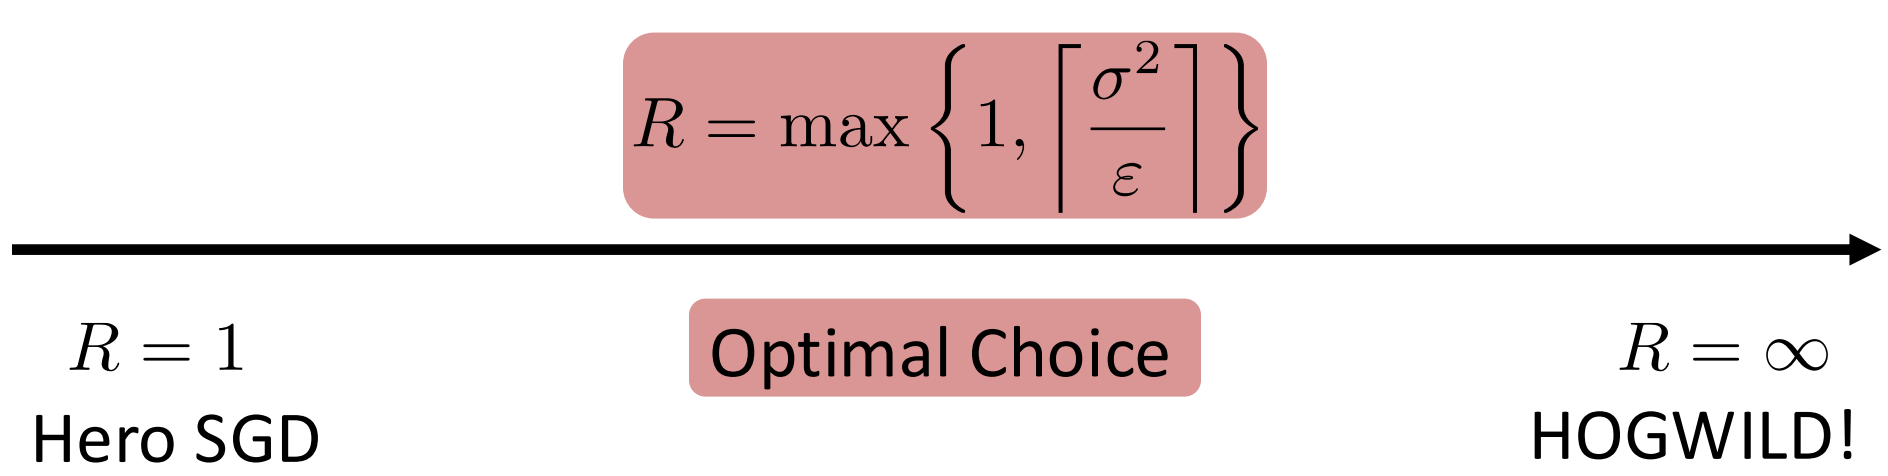 R = max { 1, ⌈ σ² / ε ⌉ }
R = 1
Hero SGD
Optimal Choice
R = ∞
HOGWILD!